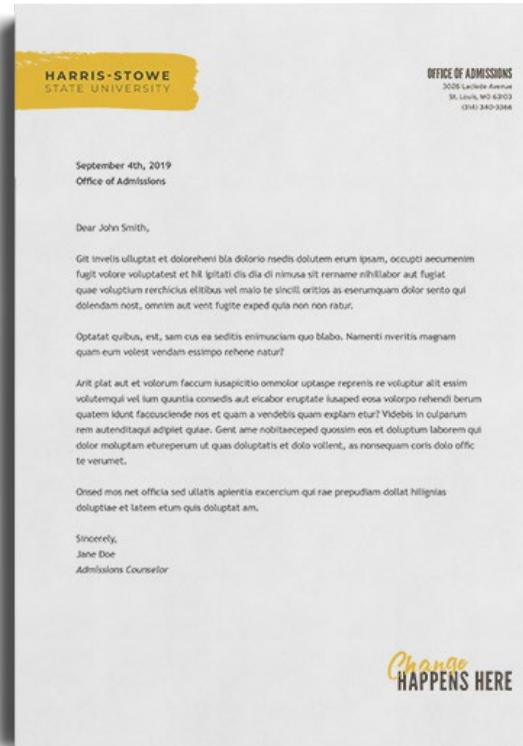 HARRIS-STOWE
STATE UNIVERSITY
OFFICE OF ADMISSIONS
3026 Laclede Avenue
St. Louis, MO 63103
(314) 340-3366
September 4th, 2019
Office of Admissions
Dear John Smith,
Git invelis ulluptat et doloreheni bla dolorio nsedis dolutem erum ipsam, occupti aecumenim
fugit volore voluptatest et hil ipitati dis dia di nimusa sit rername nihillabor aut fugiat
quae voluptium rerchicius elitibus vel maio te sincill oritios as eserumquam dolor sento qui
dolendam nost, omnim aut vent fugite exped quia non non ratur.
Optatat quibus, est, sam cus ea seditis enimusciam quo blabo. Namenti nveritis magnam
quam eum volest vendam essimpo rehene natur?
Arit plat aut et volorum faccum iusapicitio ommolor uptaspe reprenis re voluptur alit essim
volutemqui vel ium quuntia consedis aut eicabor eruptate iusaped eosa volorpo rehendi berum
quatem idunt faccusciende nos et quam a vendebis quam explam etur? Videbis in culparum
rem autenditaqui adipiet quiae. Gent ame nobitaeceped quossim eos et doluptum laborem qui
dolor moluptam etureperum ut quas doluptatis et dolo vollent, as nonsequam coris dolo offic
te verumet.
Onsed mos net officia sed ullatis apientia excercium qui rae prepudiam dollat hilignias
doluptiae et latem etum quis doluptat am.
Sincerely,
Jane Doe
Admissions Counselor
Change
HAPPENS HERE